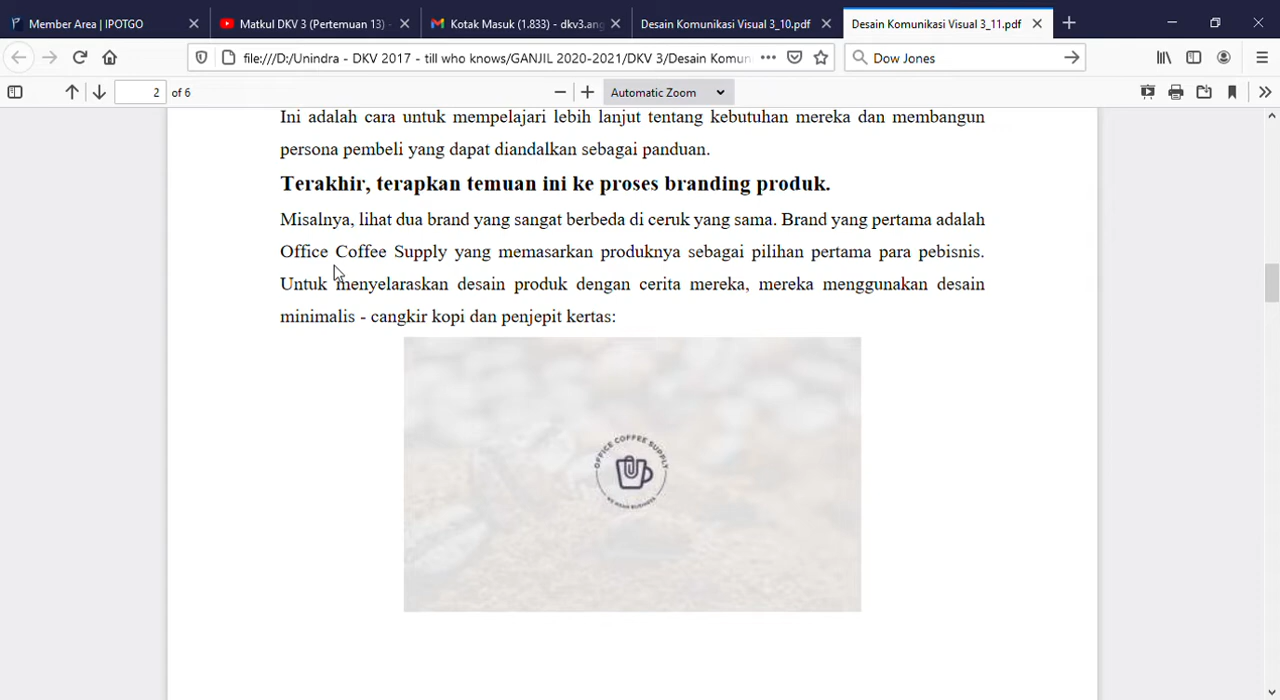 Member Area | IPOTGO
Matkul DKV 3 (Pertemuan 13) -
Kotak Masuk (1.833) - dkv3.ang
Desain Komunikasi Visual 3_10.pdf
Desain Komunikasi Visual 3_11.pdf
file:///D:/Unindra - DKV 2017 - till who knows/GANJIL 2020-2021/DKV 3/Desain Komun
Dow Jones
2 of 6
Automatic Zoom
Ini adalah cara untuk mempelajari lebih lanjut tentang kebutuhan mereka dan membangun
persona pembeli yang dapat diandalkan sebagai panduan.
Terakhir, terapkan temuan ini ke proses branding produk.
Misalnya, lihat dua brand yang sangat berbeda di ceruk yang sama. Brand yang pertama adalah
Office Coffee Supply yang memasarkan produknya sebagai pilihan pertama para pebisnis.
Untuk menyelaraskan desain produk dengan cerita mereka, mereka menggunakan desain
minimalis - cangkir kopi dan penjepit kertas:
OFFICE COFFEE SUPPLY
WE MEAN BUSINESS